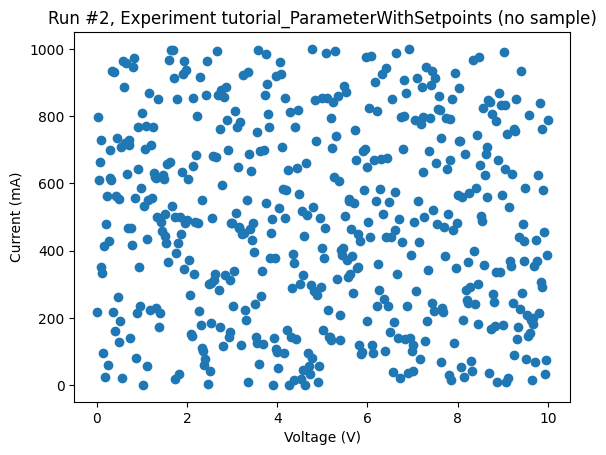 Run #2, Experiment tutorial_ParameterWithSetpoints (no sample)
1000
800
600
400
200
0
Current (mA)
0 2 4 6 8 10
Voltage (V)